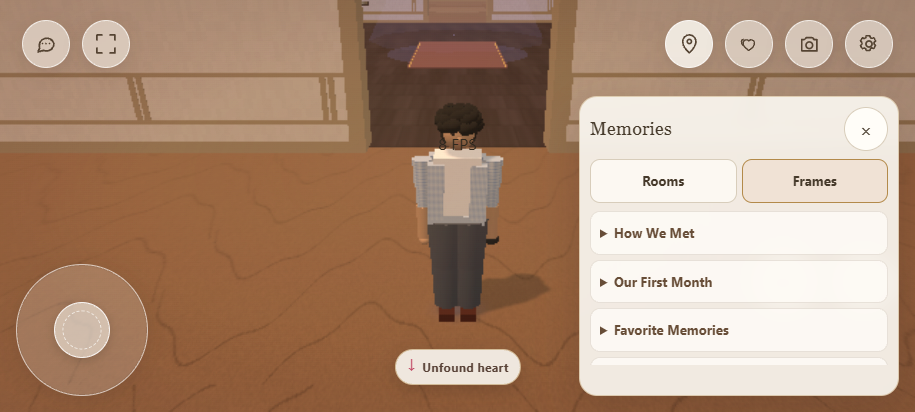 Memories
Rooms
Frames
▶ How We Met
▶ Our First Month
▶ Favorite Memories
8 FPS
↓ Unfound heart